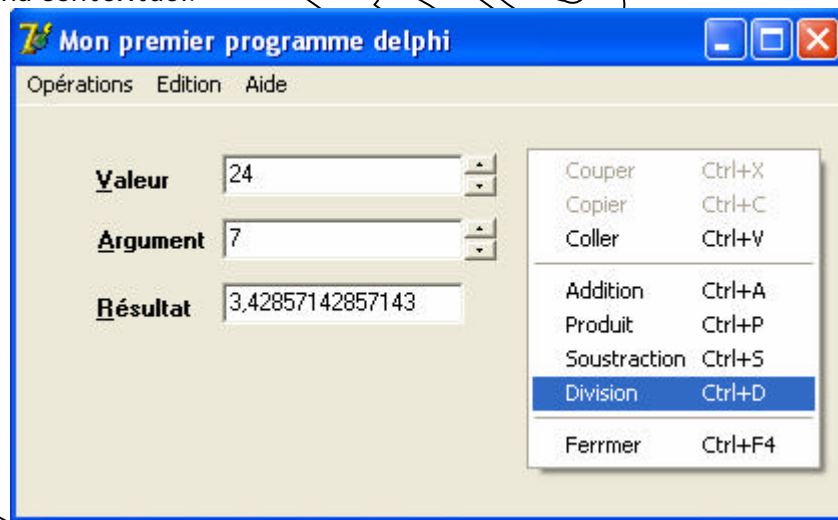 Mon premier programme delphi
Opérations Edition Aide
Valeur 24
Argument 7
Résultat 3,42857142857143
Couper Ctrl+X
Copier Ctrl+C
Coller Ctrl+V
Addition Ctrl+A
Produit Ctrl+P
Soustraction Ctrl+S
Division Ctrl+D
Ferrmer Ctrl+F4